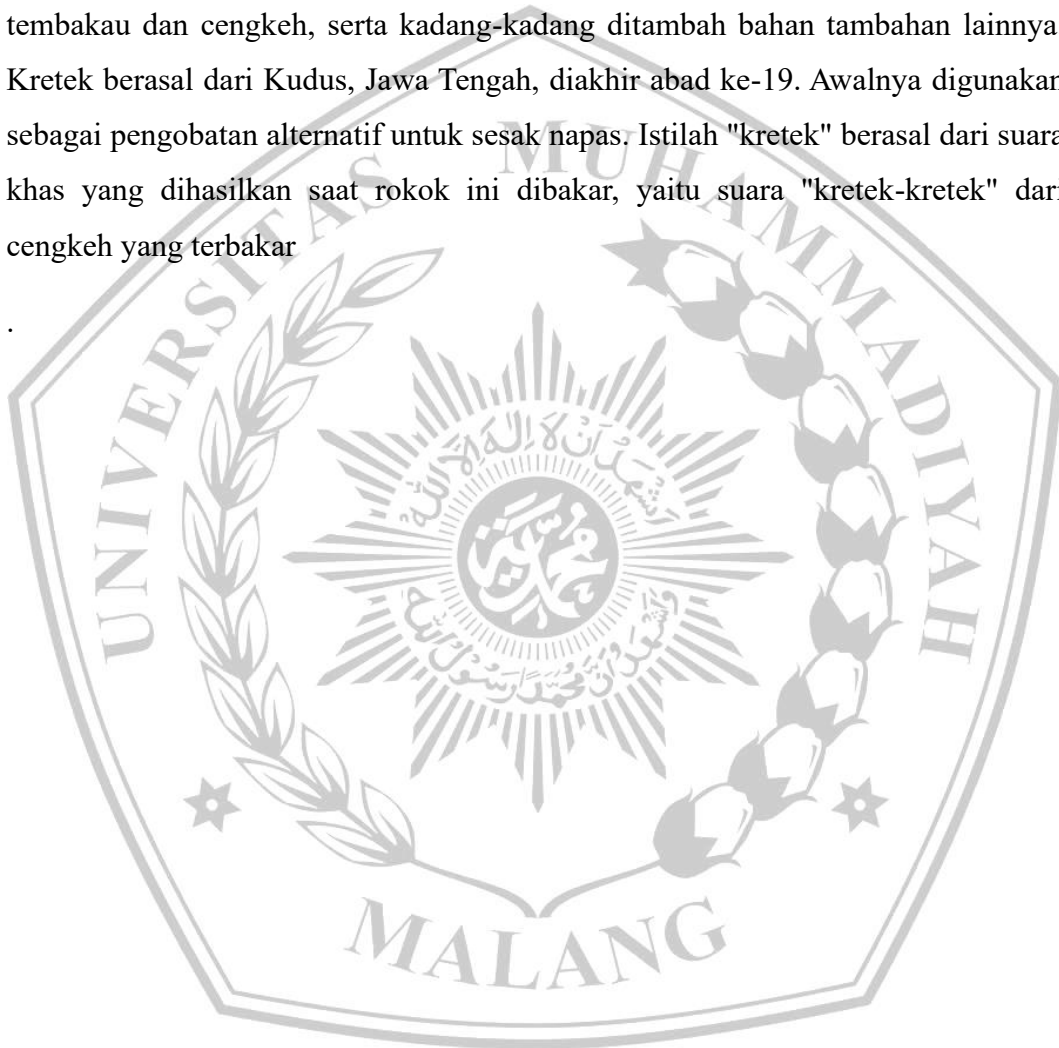 tembakau dan cengkeh, serta kadang-kadang ditambah bahan tambahan lainnya
Kretek berasal dari Kudus, Jawa Tengah, diakhir abad ke-19. Awalnya digunakan
sebagai pengobatan alternatif untuk sesak napas. Istilah "kretek" berasal dari suara
khas yang dihasilkan saat rokok ini dibakar, yaitu suara "kretek-kretek" dari
cengkeh yang terbakar
.
UNIVERSITAS MUHAMMADIYAH
MALANG